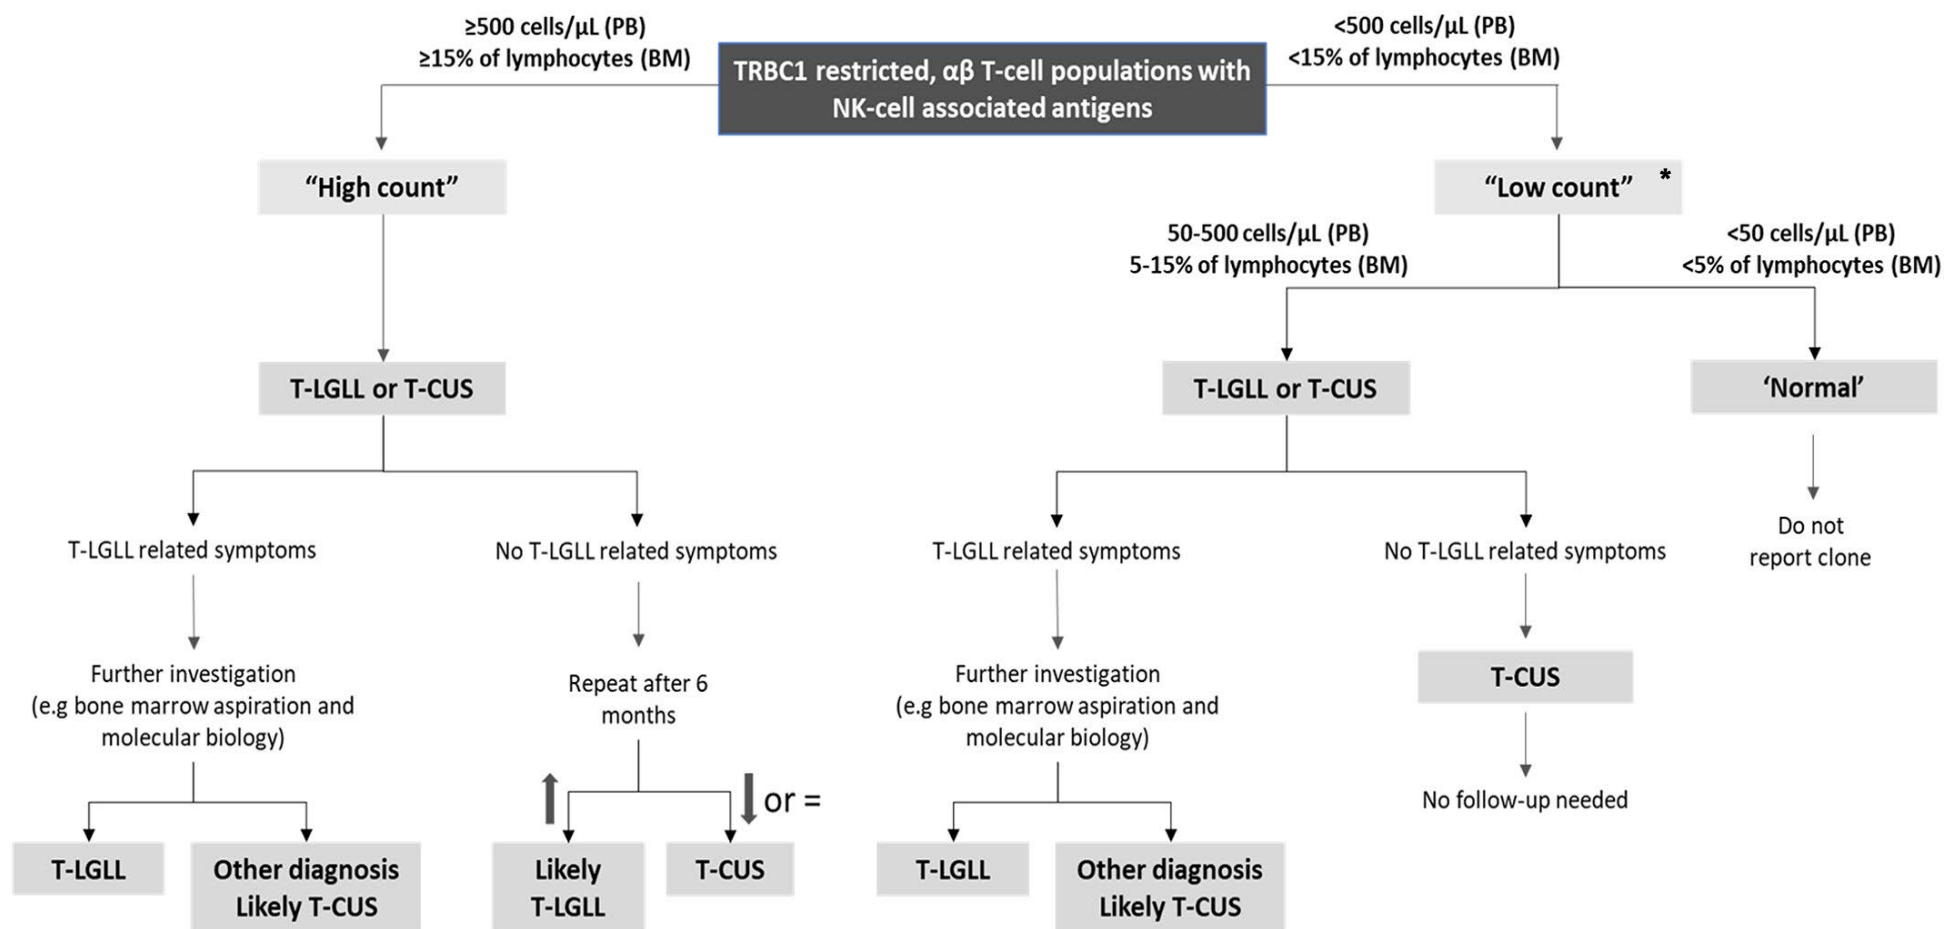 ≥500 cells/µL (PB)
≥15% of lymphocytes (BM)
TRBC1 restricted, αβ T-cell populations with
NK-cell associated antigens
<500 cells/µL (PB)
<15% of lymphocytes (BM)
“High count”
“Low count” *
50-500 cells/µL (PB)
5-15% of lymphocytes (BM)
<50 cells/µL (PB)
<5% of lymphocytes (BM)
T-LGLL or T-CUS
T-LGLL or T-CUS
‘Normal’
T-LGLL related symptoms
No T-LGLL related symptoms
T-LGLL related symptoms
No T-LGLL related symptoms
Do not
report clone
Further investigation
(e.g bone marrow aspiration and
molecular biology)
Repeat after 6
months
Further investigation
(e.g bone marrow aspiration and
molecular biology)
T-CUS
No follow-up needed
or =
T-LGLL
Other diagnosis
Likely T-CUS
Likely
T-LGLL
T-CUS
T-LGLL
Other diagnosis
Likely T-CUS